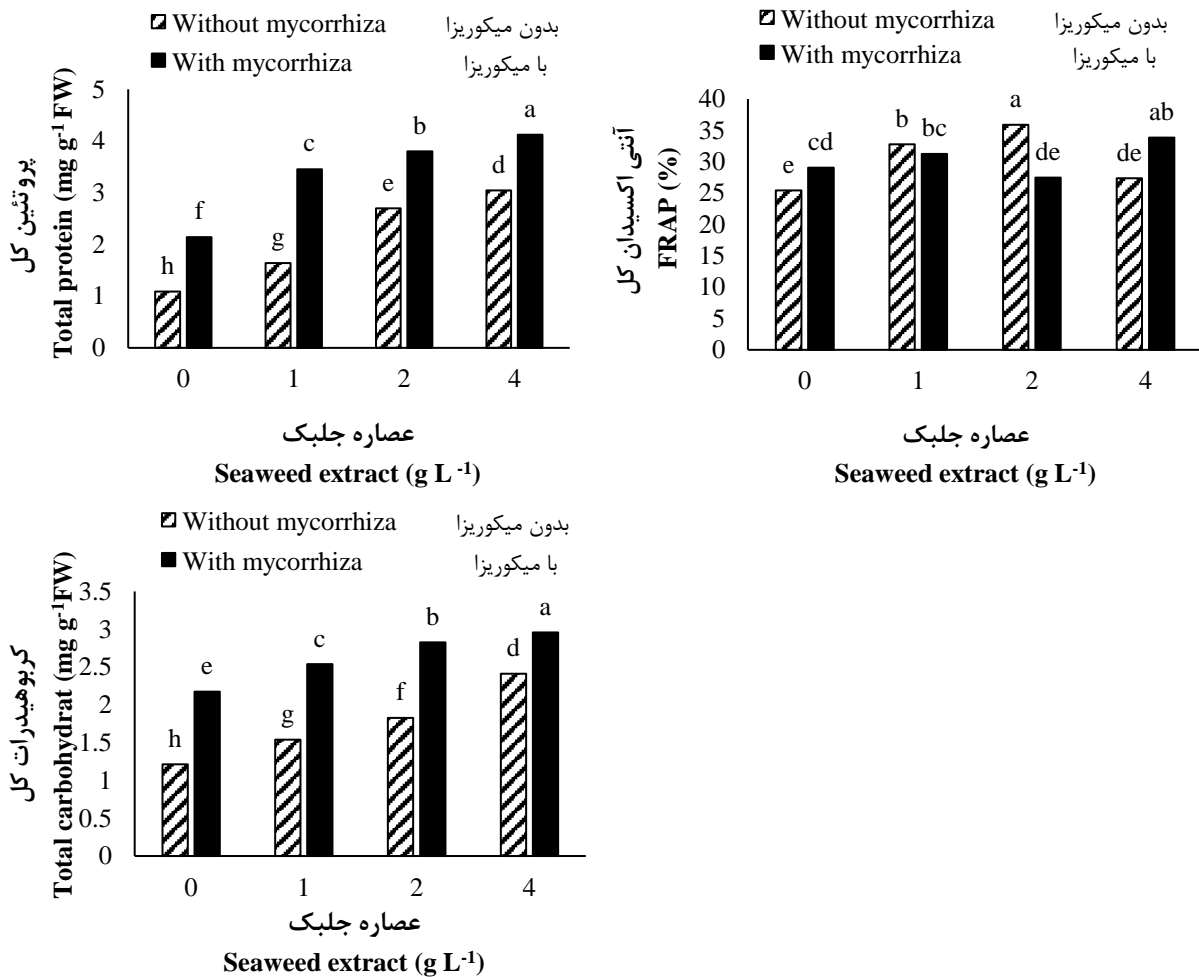 Without mycorrhiza بدون میکوریزا
With mycorrhiza با میکوریزا
پروتئین کل
Total protein (mg g-1 FW)
5
4
3
2
1
0
h
f
g
c
e
b
d
a
0 1 2 4
عصاره جلبک
Seaweed extract (g L -1)
Without mycorrhiza بدون میکوریزا
With mycorrhiza با میکوریزا
آنتی اکسیدان کل
FRAP (%)
40
35
30
25
20
15
10
5
0
e
cd
b
bc
a
de
de
ab
0 1 2 4
عصاره جلبک
Seaweed extract (g L -1)
Without mycorrhiza بدون میکوریزا
With mycorrhiza با میکوریزا
کربوهیدرات کل
Total carbohydrat (mg g-1FW)
3.5
3
2.5
2
1.5
1
0.5
0
h
e
g
c
f
b
d
a
0 1 2 4
عصاره جلبک
Seaweed extract (g L-1)